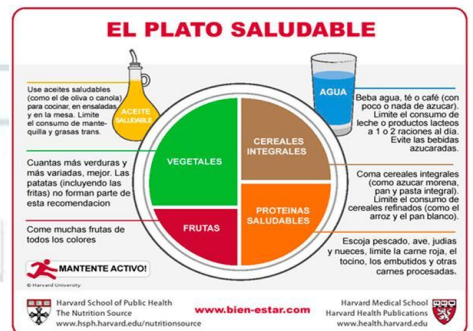 EL PLATO SALUDABLE
Use aceites saludables
(como el de oliva o canola)
para cocinar, en ensaladas
y en la mesa. Limite
el consumo de mante-
quilla y grasas trans.
ACEITE
SALUDABLE
AGUA
Beba agua, té o café (con
poco o nada de azucar).
Limite el consumo de
leche o productos lacteos
a 1 o 2 raciones al día.
Evite las bebidas
azucaradas.
VEGETALES
CEREALES
INTEGRALES
Cuantas más verduras y
más variadas, mejor. Las
patatas (incluyendo las
fritas) no forman parte de
esta recomendacion
Coma cereales integrales
(como azucar morena,
pan y pasta integral).
Limite el consumo de
cereales refinados (como el
arroz y el pan blanco).
FRUTAS
PROTEINAS
SALUDABLES
Come muchas frutas de
todos los colores
Escoja pescado, ave, judias
y nueces, limite la carne roja, el
tocino, los embutidos y otras
carnes procesadas.
MANTENTE ACTIVO!
© Harvard University
Harvard School of Public Health
The Nutrition Source
www.hsph.harvard.edu/nutritionsource
www.bien-estar.com
Harvard Medical School
Harvard Health Publications
www.health.harvard.edu